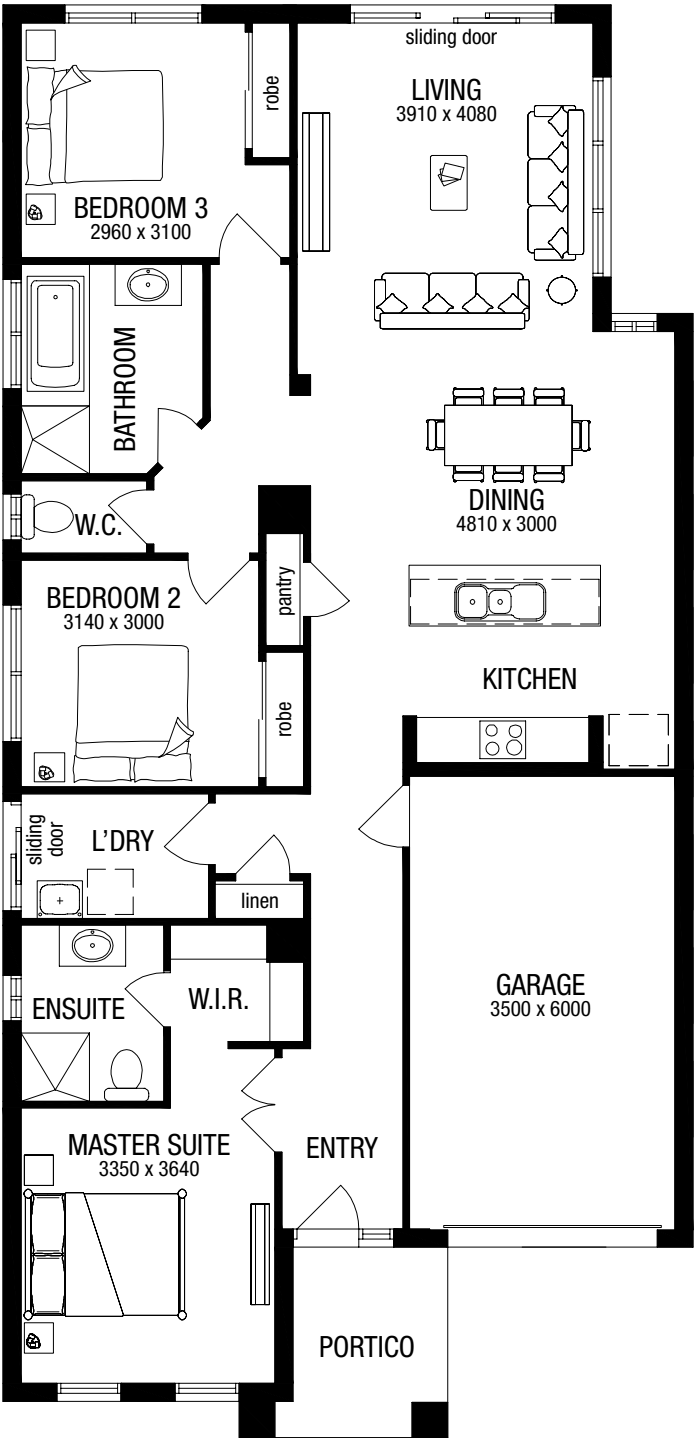 sliding door
LIVING
3910 x 4080
robe
BEDROOM 3
2960 x 3100
BATHROOM
DINING
4810 x 3000
W.C.
pantry
BEDROOM 2
3140 x 3000
KITCHEN
robe
sliding
door
L'DRY
linen
ENSUITE
W.I.R.
GARAGE
3500 x 6000
MASTER SUITE
3350 x 3640
ENTRY
PORTICO